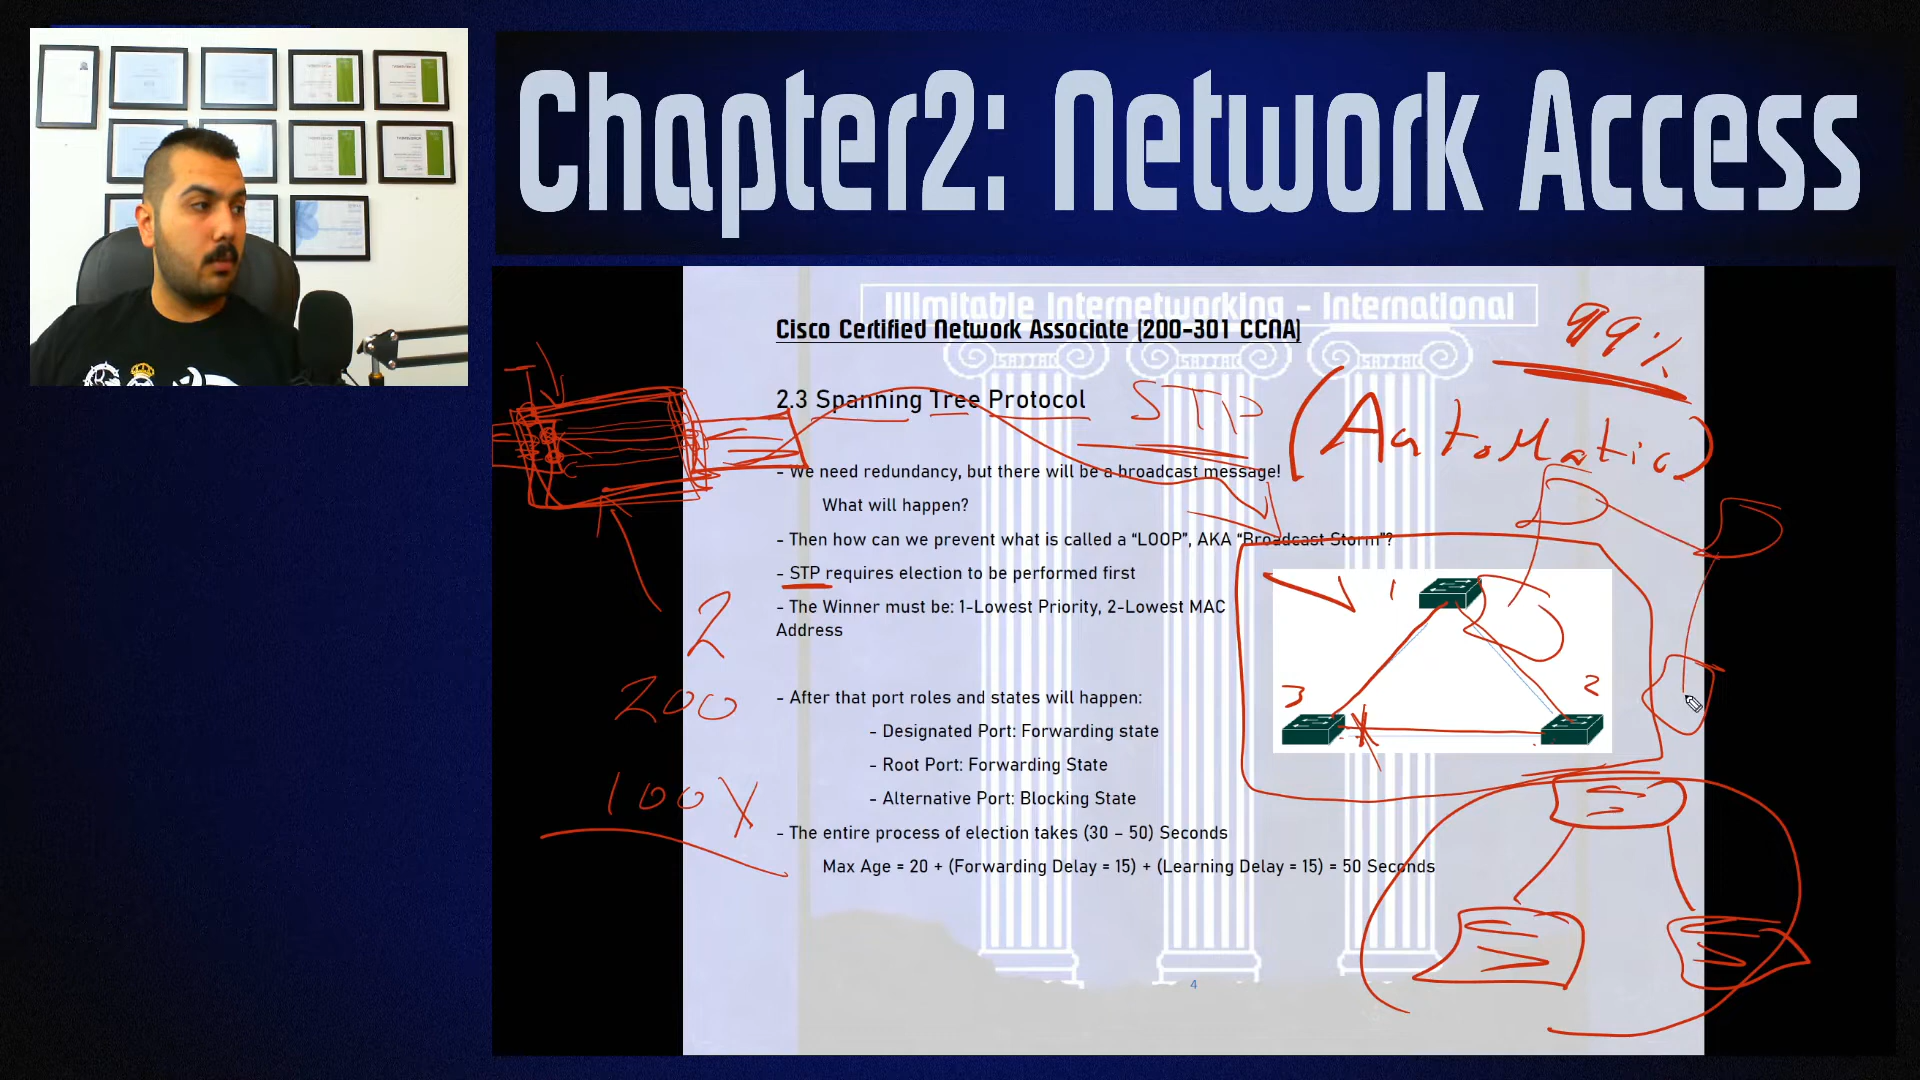 Chapter2: Network Access
Illimitable Internetworking - International
Cisco Certified Network Associate (200-301 CCNA)
99%
2.3 Spanning Tree Protocol
STP
(Automatic)
- We need redundancy, but there will be a broadcast message!
What will happen?
- Then how can we prevent what is called a “LOOP”, AKA “Broadcast Storm”?
- STP requires election to be performed first
- The Winner must be: 1-Lowest Priority, 2-Lowest MAC
Address
1
2
3
2
200
100X
- After that port roles and states will happen:
- Designated Port: Forwarding state
- Root Port: Forwarding State
- Alternative Port: Blocking State
- The entire process of election takes (30 – 50) Seconds
Max Age = 20 + (Forwarding Delay = 15) + (Learning Delay = 15) = 50 Seconds
4